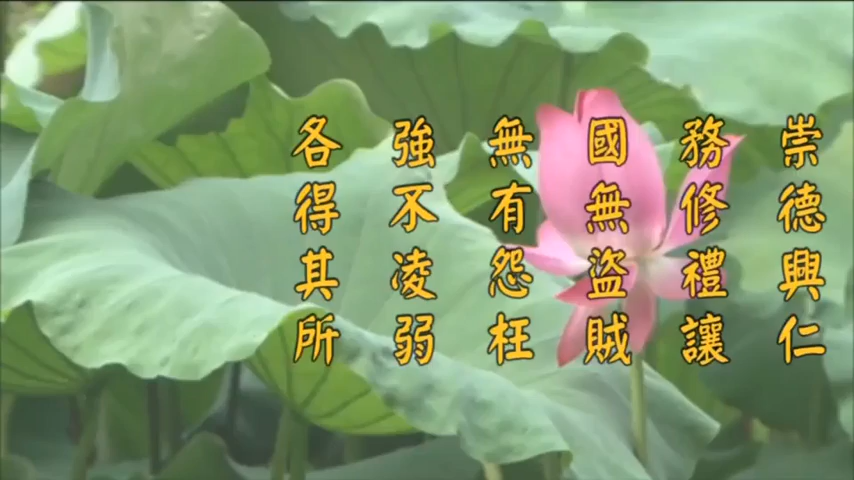 崇德興仁
務修禮讓
國無盜賊
無有怨枉
強不凌弱
各得其所